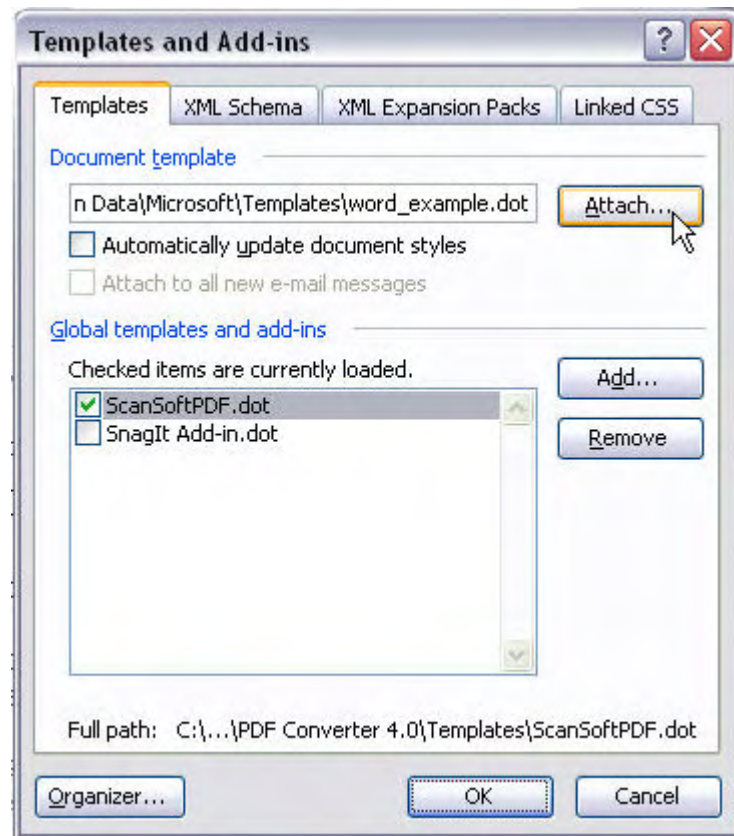 Templates and Add-ins
Templates XML Schema XML Expansion Packs Linked CSS
Document template
n Data\Microsoft\Templates\word_example.dot Attach...
Automatically update document styles
Attach to all new e-mail messages
Global templates and add-ins
Checked items are currently loaded. Add...
ScanSoftPDF.dot
SnagIt Add-in.dot Remove
Full path: C:\...\PDF Converter 4.0\Templates\ScanSoftPDF.dot
Organizer... OK Cancel